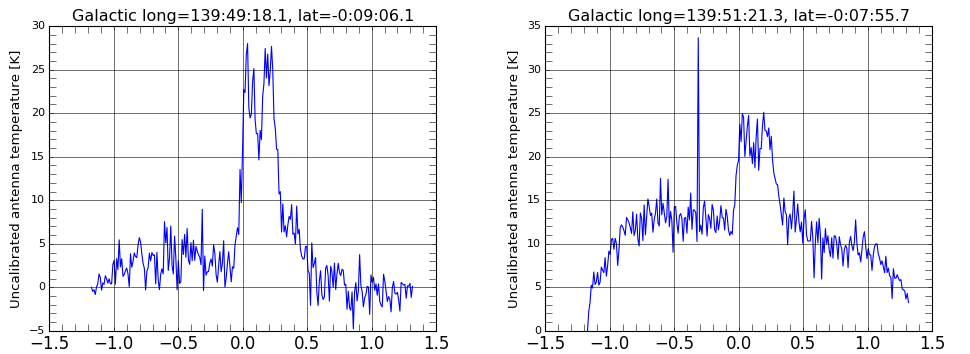 Galactic long=139:49:18.1, lat=-0:09:06.1
Uncalibrated antenna temperature [K]
30
25
20
15
10
5
0
−5
−1.5 −1.0 −0.5 0.0 0.5 1.0 1.5
Galactic long=139:51:21.3, lat=-0:07:55.7
Uncalibrated antenna temperature [K]
35
30
25
20
15
10
5
0
−1.5 −1.0 −0.5 0.0 0.5 1.0 1.5